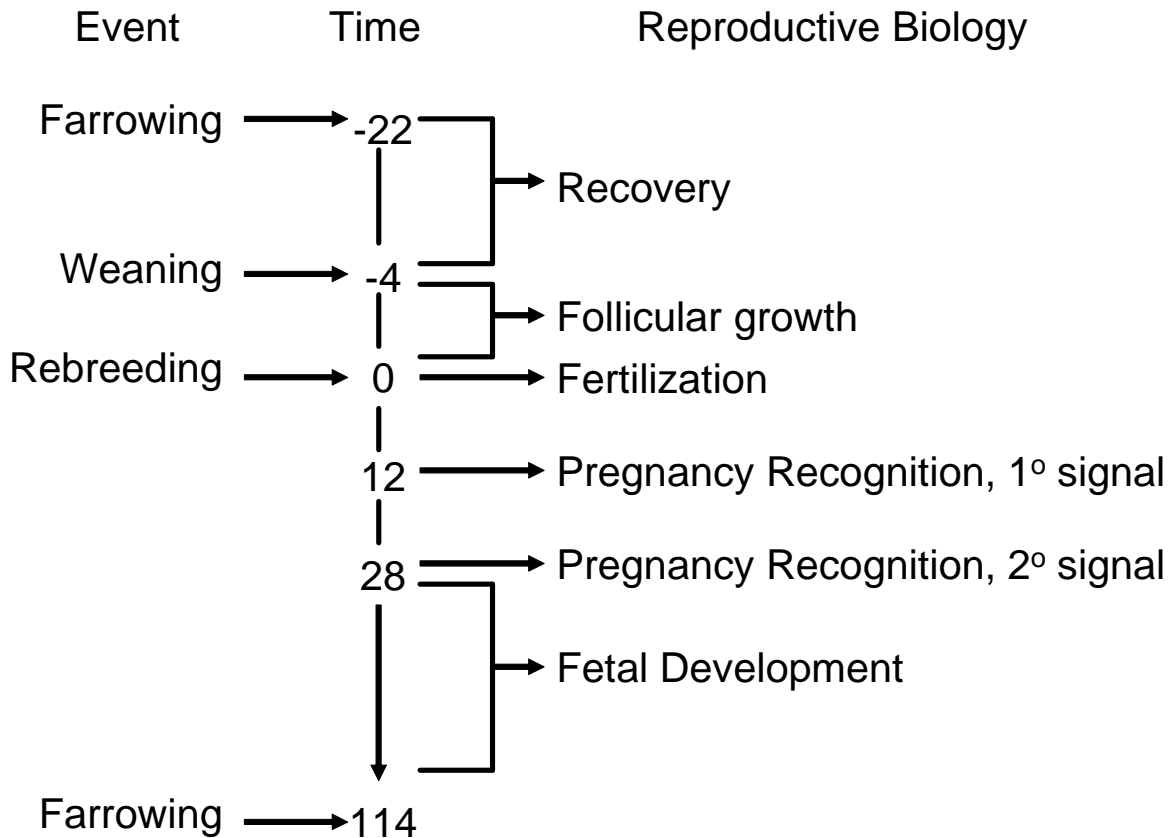 Event Time Reproductive Biology
Farrowing -22
Recovery
Weaning -4
Follicular growth
Rebreeding 0 Fertilization
12 Pregnancy Recognition, 1º signal
28 Pregnancy Recognition, 2º signal
Fetal Development
Farrowing 114